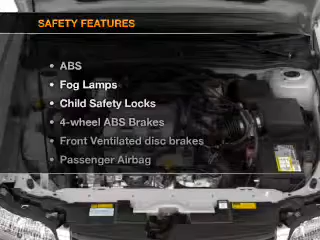 SAFETY FEATURES
• ABS
• Fog Lamps
• Child Safety Locks
• 4-wheel ABS Brakes
• Front Ventilated disc brakes
• Passenger Airbag